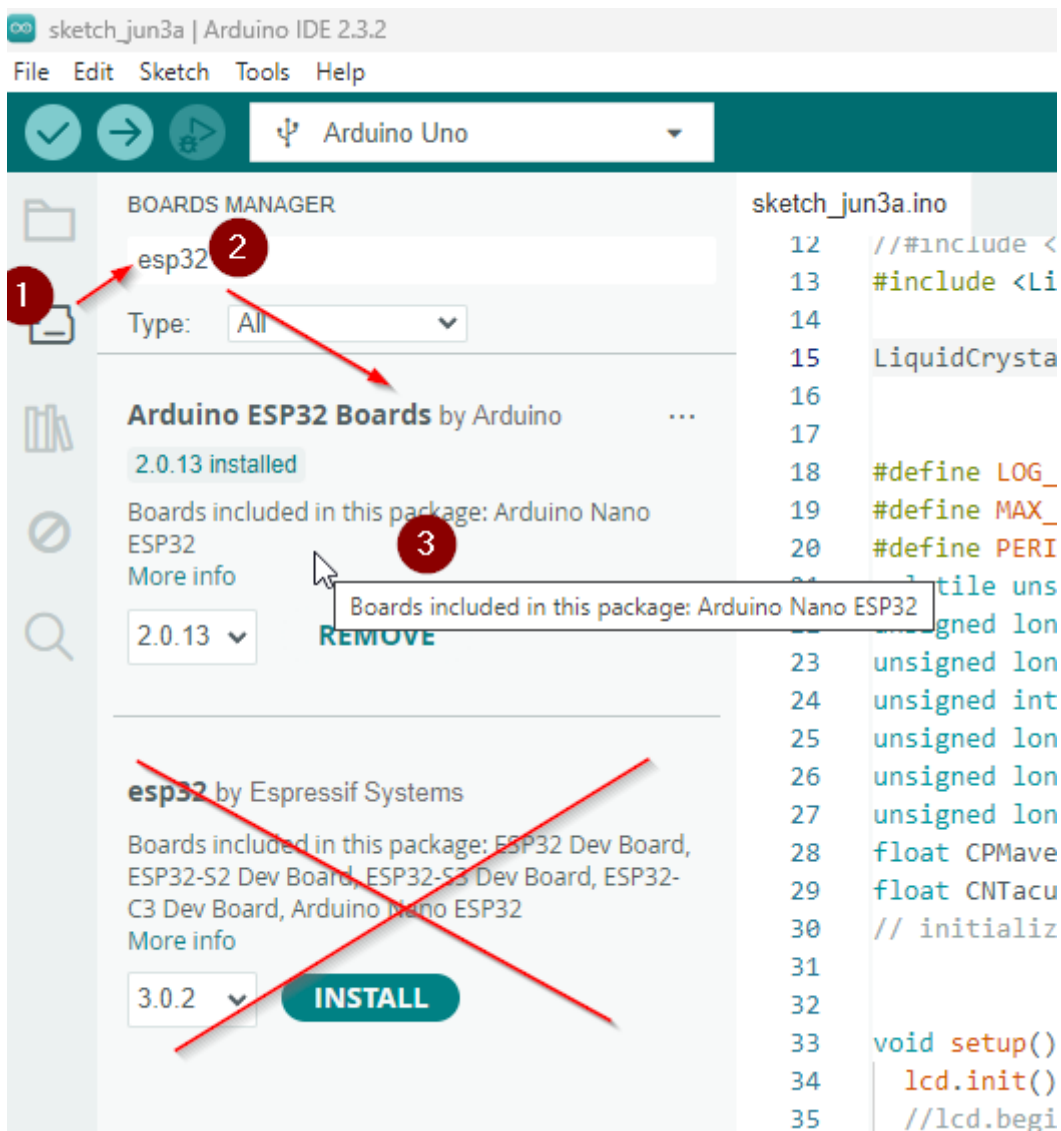 sketch_jun3a | Arduino IDE 2.3.2
File Edit Sketch Tools Help
Arduino Uno
BOARDS MANAGER
sketch_jun3a.ino
1
esp32
2
Type: All
Arduino ESP32 Boards by Arduino
...
2.0.13 installed
Boards included in this package: Arduino Nano
ESP32
More info
3
Boards included in this package: Arduino Nano ESP32
2.0.13
REMOVE
esp32 by Espressif Systems
Boards included in this package: ESP32 Dev Board,
ESP32-S2 Dev Board, ESP32-S3 Dev Board, ESP32-
C3 Dev Board, Arduino Nano ESP32
More info
3.0.2
INSTALL
12 //#include <
13 #include <Li
14
15 LiquidCrysta
16
17
18 #define LOG_
19 #define MAX_
20 #define PERI
tile uns
signed lon
23 unsigned lon
24 unsigned int
25 unsigned lon
26 unsigned lon
27 unsigned lon
28 float CPMave
29 float CNTacu
30 // initializ
31
32
33 void setup()
34 lcd.init()
35 //lcd.begi